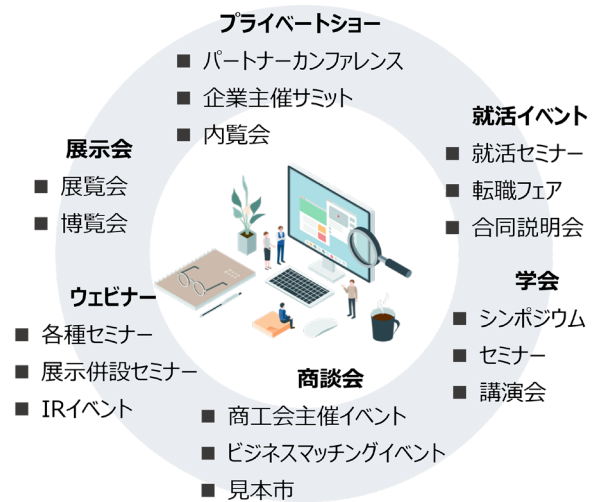 プライベートショー
■ パートナーカンファレンス
■ 企業主催サミット
■ 内覧会
就活イベント
■ 就活セミナー
■ 転職フェア
■ 合同説明会
学会
■ シンポジウム
■ セミナー
■ 講演会
商談会
■ 商工会主催イベント
■ ビジネスマッチングイベント
■ 見本市
ウェビナー
■ 各種セミナー
■ 展示併設セミナー
■ IRイベント
展示会
■ 展覧会
■ 博覧会